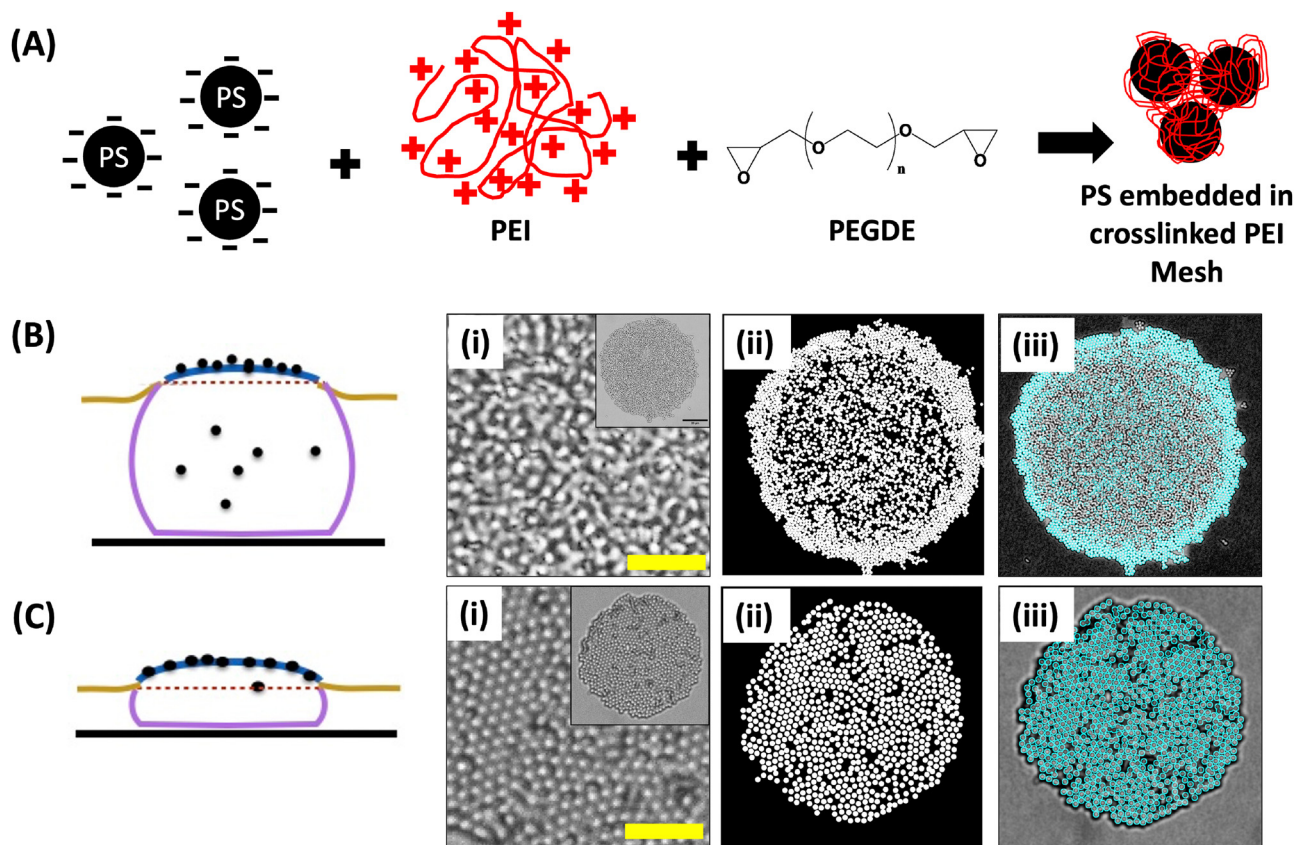 (A)
PS
PS
PS
PEI
O
O
O
O
n
PEGDE
PS embedded in
crosslinked PEI
Mesh
(B)
(i)
(ii)
(iii)
(C)
(i)
(ii)
(iii)